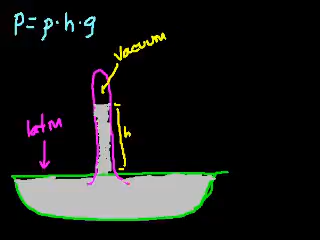 P = ρ · h · g
Vacuum
1atm
h